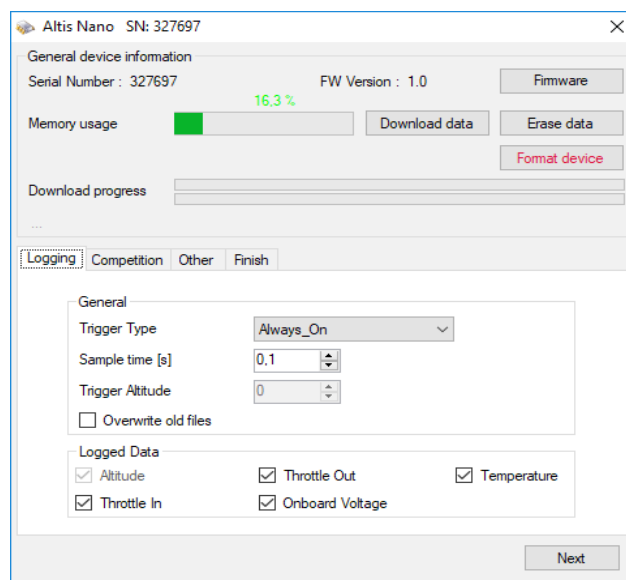 Altis Nano   SN: 327697
General device information
Serial Number :  327697    FW Version :  1.0    Firmware
16,3 %
Memory usage    Download data    Erase data
Format device
Download progress
...
Logging    Competition    Other    Finish
General
Trigger Type    Always_On
Sample time [s]    0,1
Trigger Altitude    0
Overwrite old files
Logged Data
Altitude    Throttle Out    Temperature
Throttle In    Onboard Voltage
Next